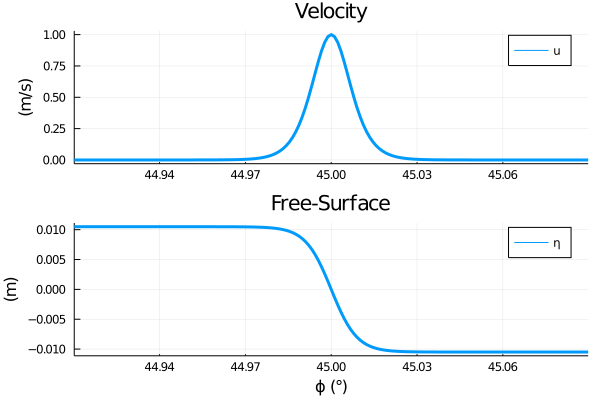 Velocity
1.00
0.75
0.50
0.25
0.00
(m/s)
u
44.94 44.97 45.00 45.03 45.06
Free-Surface
0.010
0.005
0.000
−0.005
−0.010
(m)
η
44.94 44.97 45.00 45.03 45.06
ϕ (°)